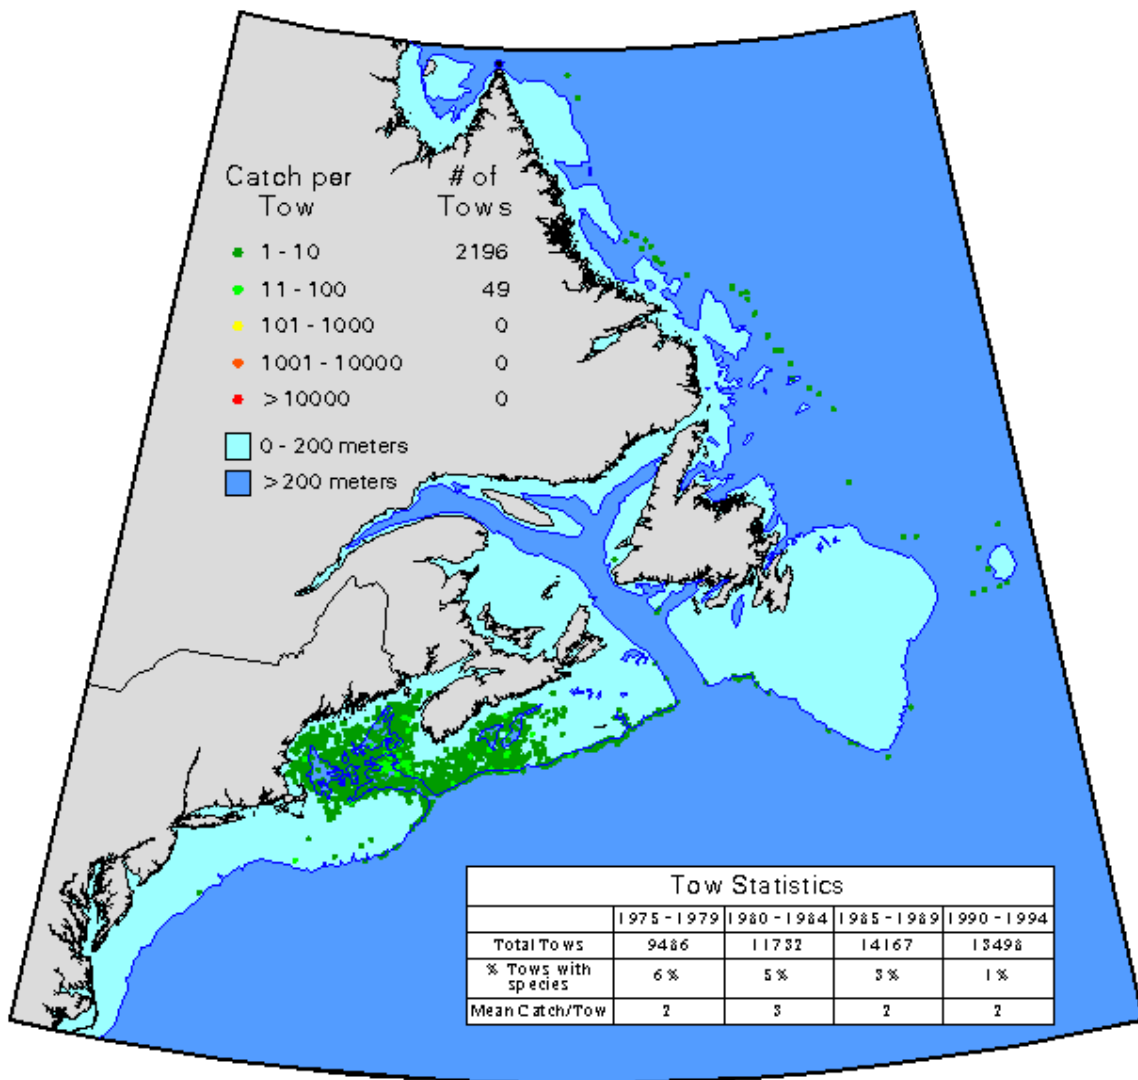 Catch per # of
Tow Tows
1 - 10 2196
11 - 100 49
101 - 1000 0
1001 - 10000 0
>10000 0
0 - 200 meters
>200 meters
Tow Statistics
1975 - 1979 1980 - 1984 1985 - 1989 1990 - 1994
Total Tows 9486 11732 14167 13498
% Tows with species 6% 5% 3% 1%
Mean Catch/Tow 2 3 2 2